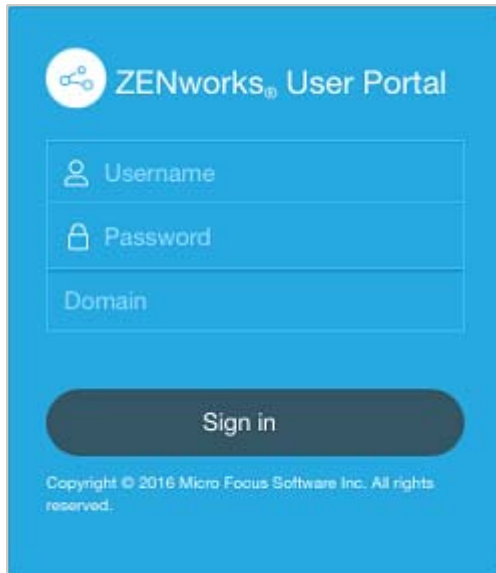 ZENworks® User Portal
Username
Password
Domain
Sign in
Copyright © 2016 Micro Focus Software Inc. All rights
reserved.